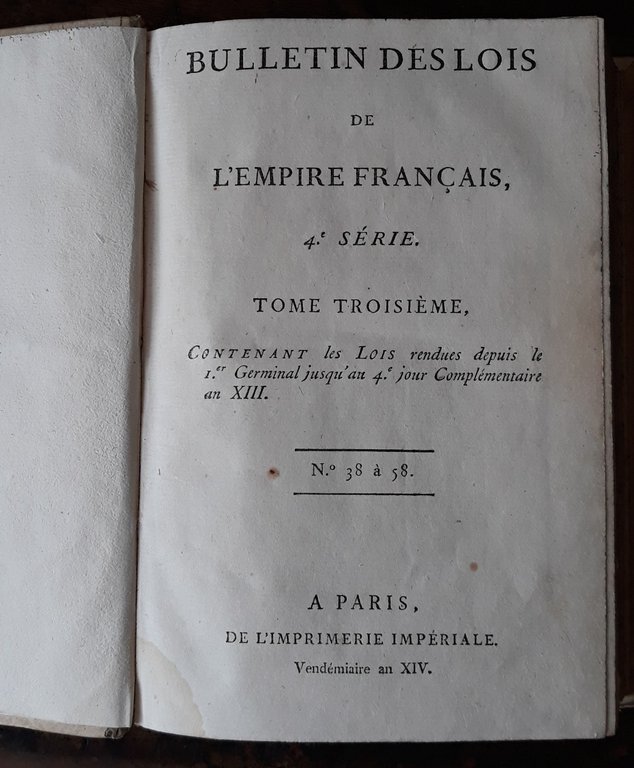 BULLETIN DES LOIS
DE
L'EMPIRE FRANÇAIS,
4.e SÉRIE.
TOME TROISIÈME,
CONTENANT les LOIS rendues depuis le
1.er Germinal jusqu'au 4.e jour Complémentaire
an XIII.
N.o 38 à 58.
A PARIS,
DE L'IMPRIMERIE IMPÉRIALE.
Vendémiaire an XIV.